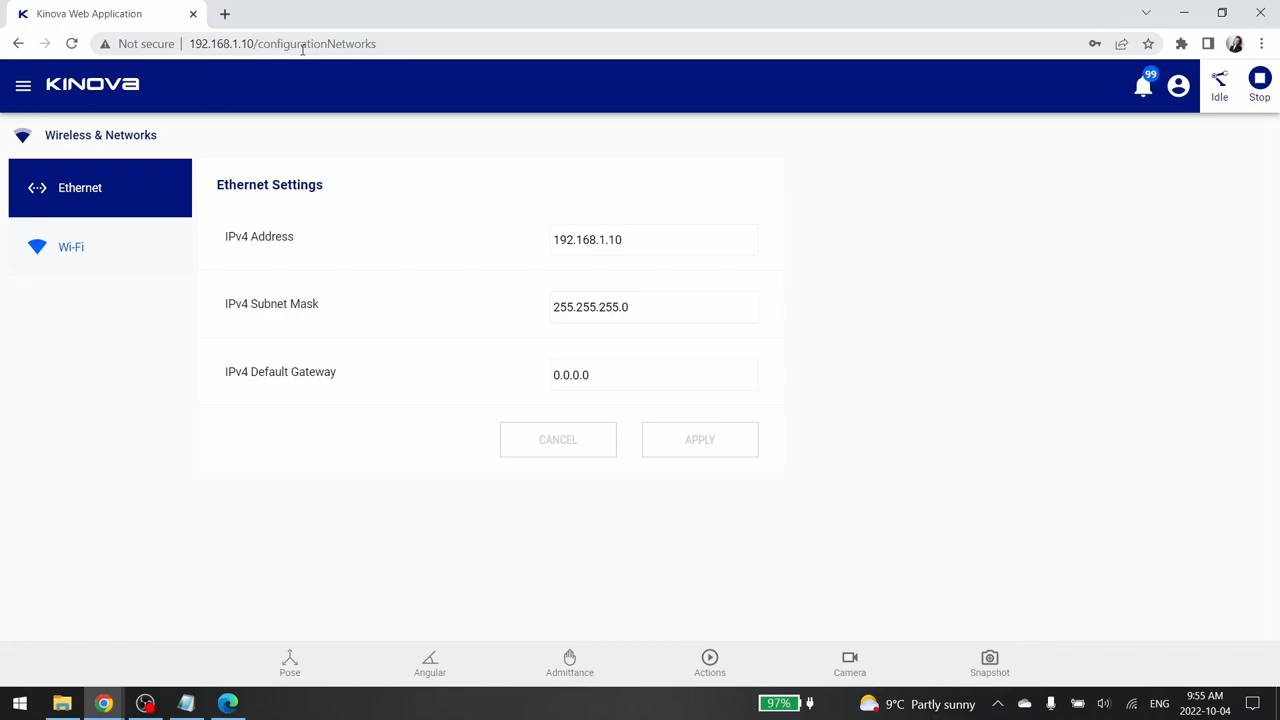 Kinova Web Application
Not secure
192.168.1.10/configurationNetworks
KINOVA
99
Idle
Stop
Wireless & Networks
Ethernet
Wi-Fi
Ethernet Settings
IPv4 Address
192.168.1.10
IPv4 Subnet Mask
255.255.255.0
IPv4 Default Gateway
0.0.0.0
CANCEL
APPLY
Pose
Angular
Admittance
Actions
Camera
Snapshot
97%
9°C Partly sunny
ENG
9:55 AM
2022-10-04